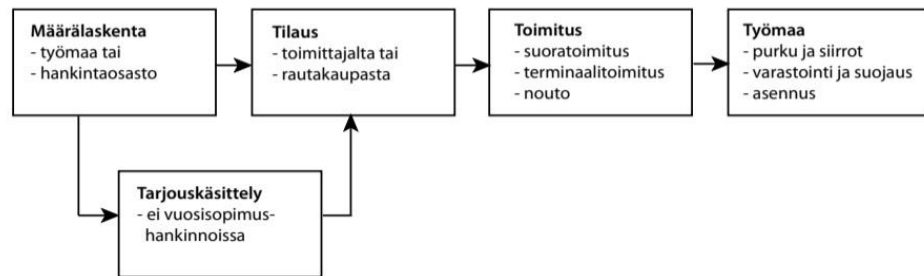 Määrälaskenta
- työmaa tai
- hankintaosasto
Tilaus
- toimittajalta tai
- rautakaupasta
Toimitus
- suoratoimitus
- terminaalitoimitus
- nouto
Työmaa
- purku ja siirrot
- varastointi ja suojaus
- asennus
Tarjouskäsittely
- ei vuosisopimus-
hankinnoissa